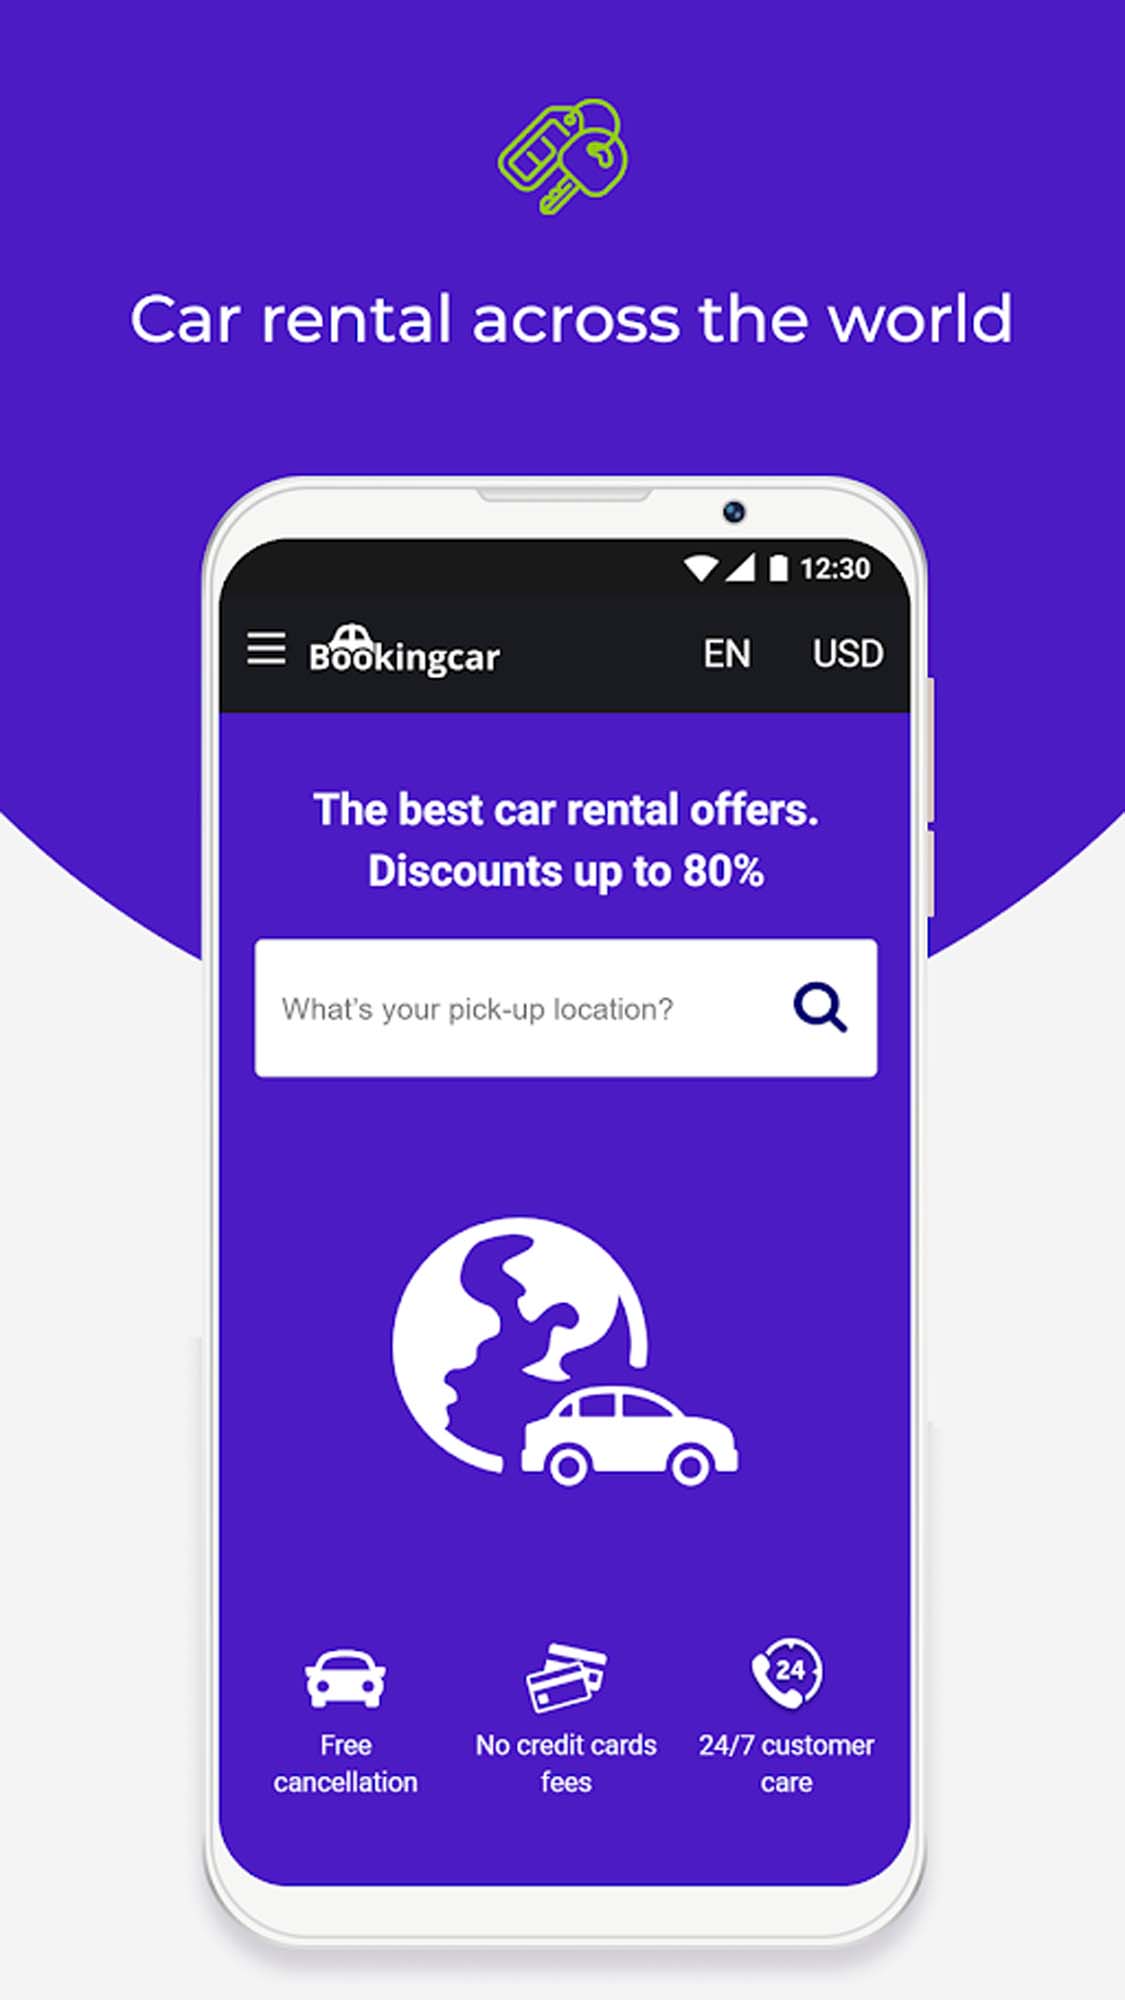 Car rental across the world
12:30
Bookingcar EN USD
The best car rental offers.
Discounts up to 80%
What's your pick-up location?
24
Free
cancellation
No credit cards
fees
24/7 customer
care